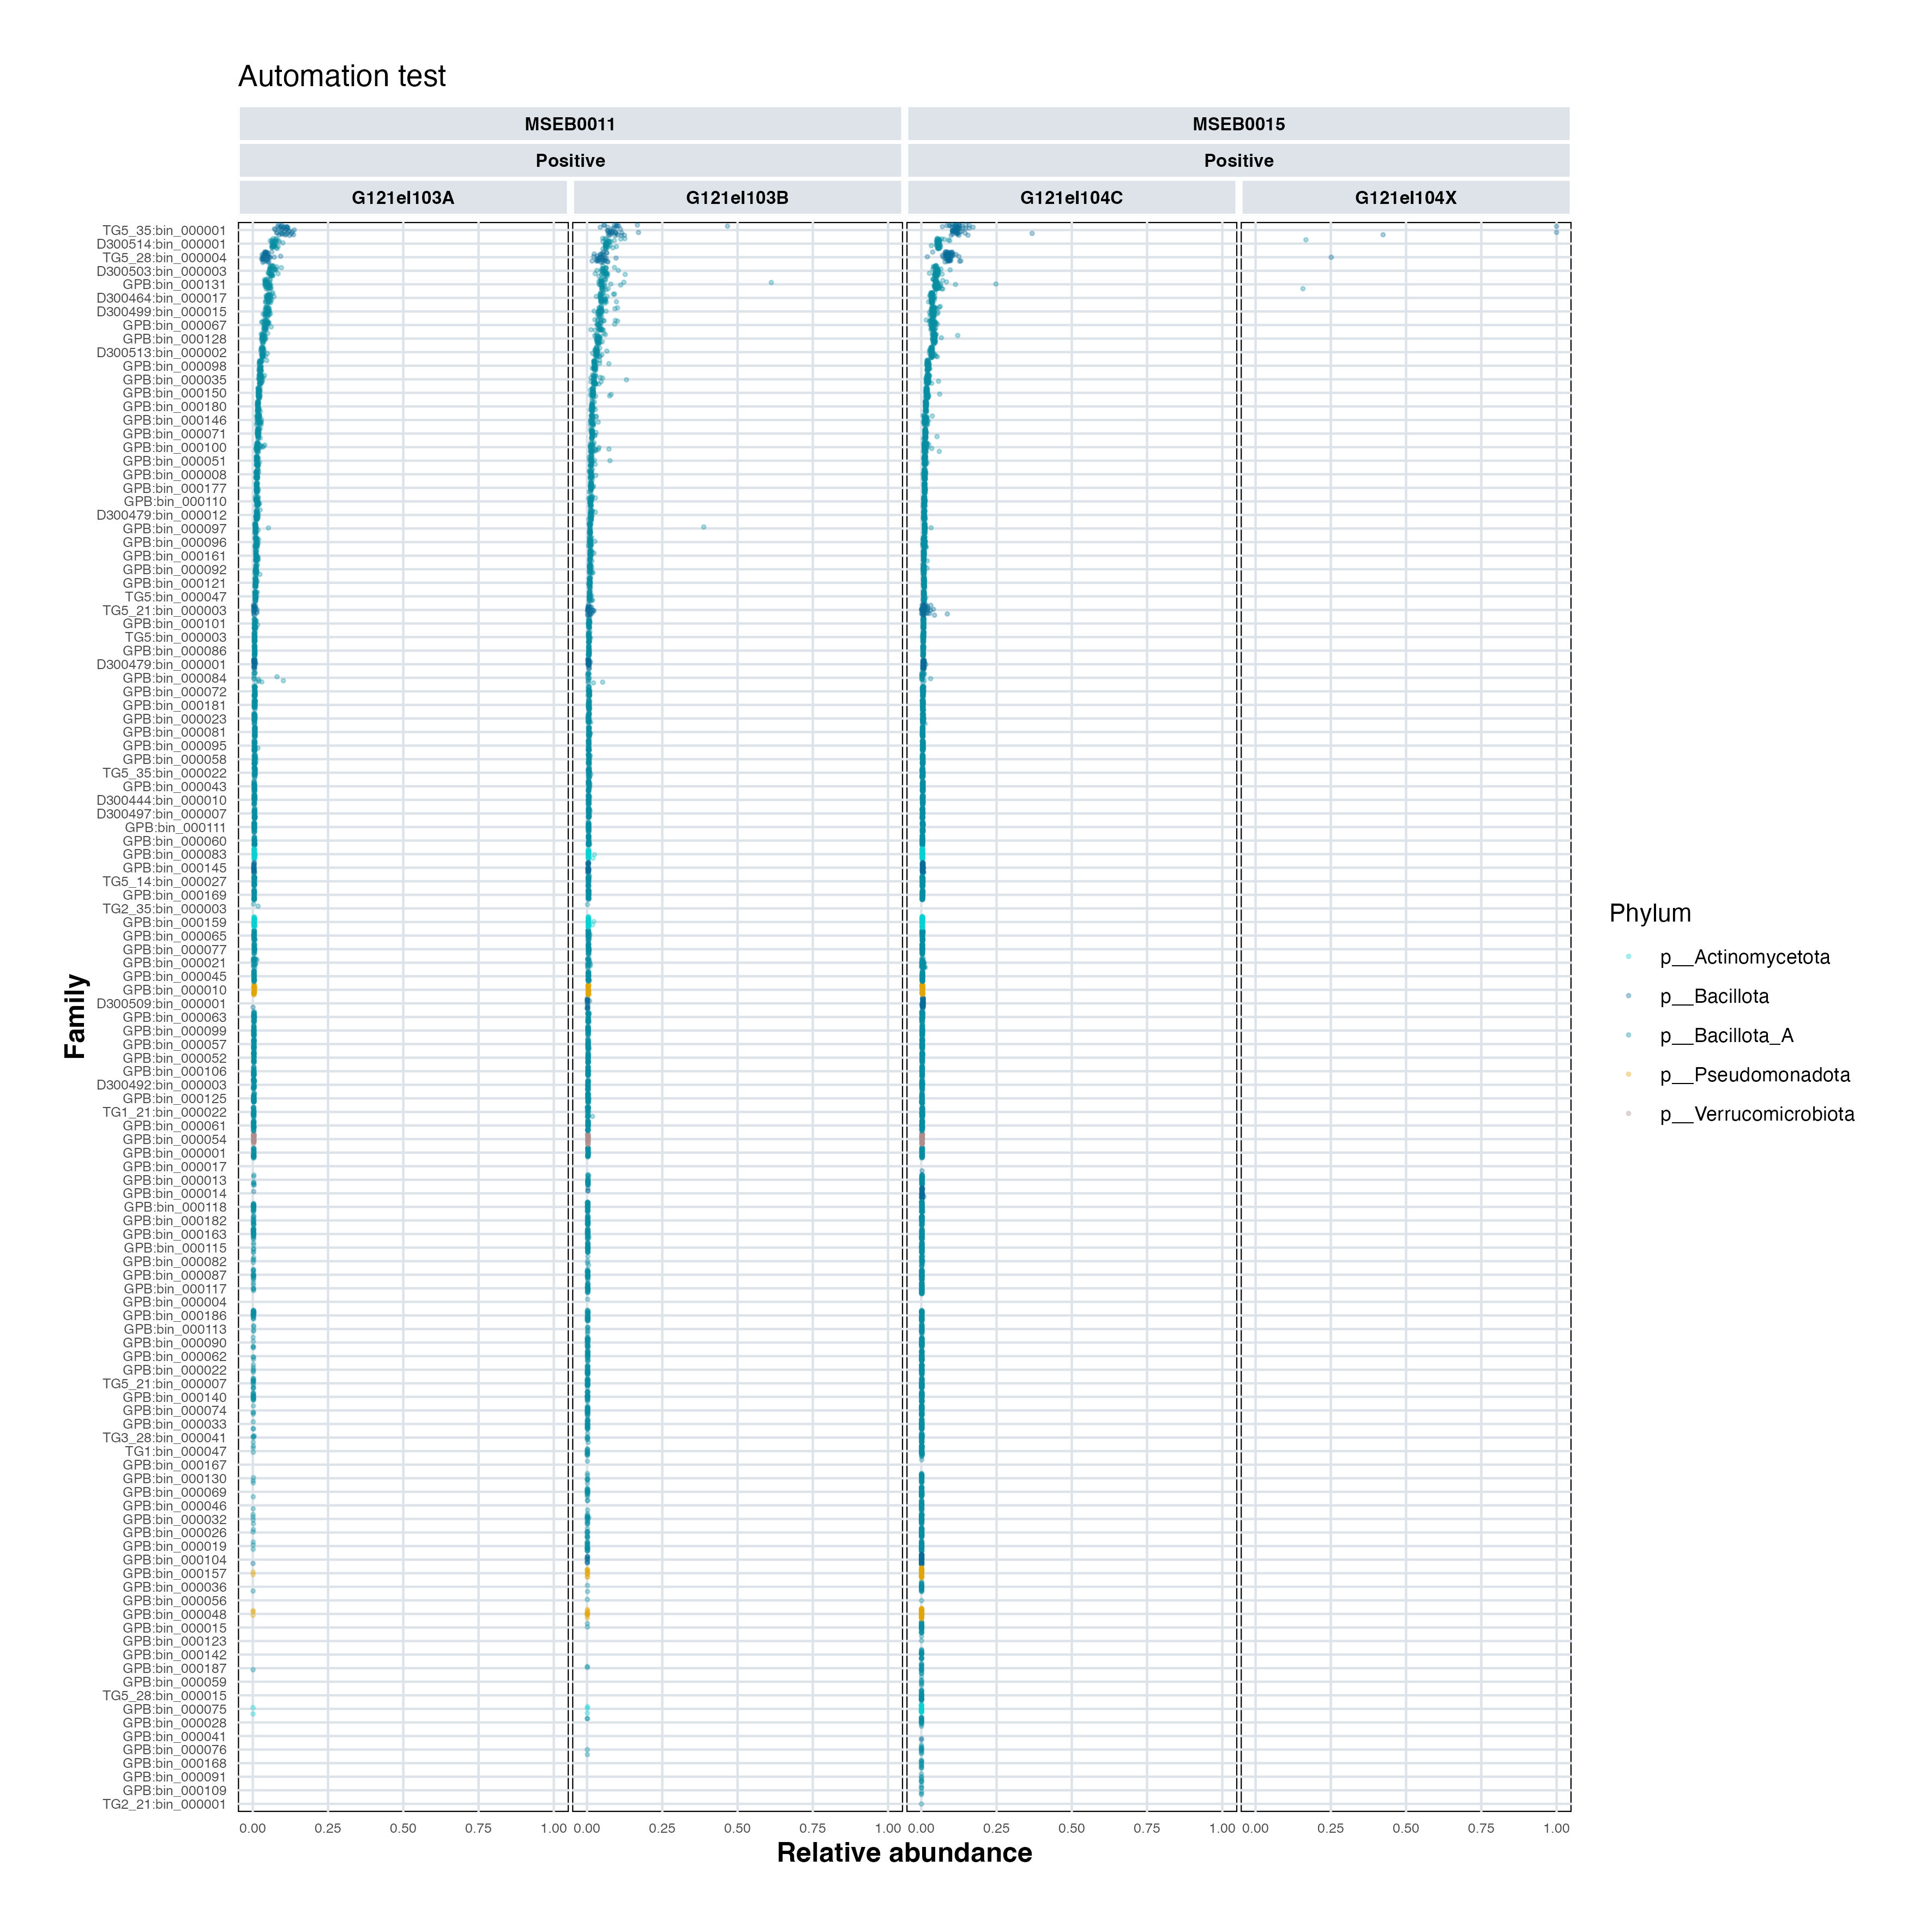 Automation test
MSEB0011 MSEB0015
Positive Positive
G121eI103A G121eI103B G121eI104C G121eI104X
TG5_35:bin_000001
D300514:bin_000001
TG5_28:bin_000004
D300503:bin_000003
GPB:bin_000131
D300464:bin_000017
D300499:bin_000015
GPB:bin_000067
GPB:bin_000128
D300513:bin_000002
GPB:bin_000098
GPB:bin_000035
GPB:bin_000150
GPB:bin_000180
GPB:bin_000146
GPB:bin_000071
GPB:bin_000100
GPB:bin_000051
GPB:bin_000008
GPB:bin_000177
GPB:bin_000110
D300479:bin_000012
GPB:bin_000097
GPB:bin_000096
GPB:bin_000161
GPB:bin_000092
GPB:bin_000121
TG5:bin_000047
TG5_21:bin_000003
GPB:bin_000101
TG5:bin_000003
GPB:bin_000086
D300479:bin_000001
GPB:bin_000084
GPB:bin_000072
GPB:bin_000181
GPB:bin_000023
GPB:bin_000081
GPB:bin_000095
GPB:bin_000058
TG5_35:bin_000022
GPB:bin_000043
D300444:bin_000010
D300497:bin_000007
GPB:bin_000111
GPB:bin_000060
GPB:bin_000083
GPB:bin_000145
TG5_14:bin_000027
GPB:bin_000169
TG2_35:bin_000003
GPB:bin_000159
GPB:bin_000065
GPB:bin_000077
GPB:bin_000021
GPB:bin_000045
GPB:bin_000010
D300509:bin_000001
GPB:bin_000063
GPB:bin_000099
GPB:bin_000057
GPB:bin_000052
GPB:bin_000106
D300492:bin_000003
GPB:bin_000125
TG1_21:bin_000022
GPB:bin_000061
GPB:bin_000054
GPB:bin_000001
GPB:bin_000017
GPB:bin_000013
GPB:bin_000014
GPB:bin_000118
GPB:bin_000182
GPB:bin_000163
GPB:bin_000115
GPB:bin_000082
GPB:bin_000087
GPB:bin_000117
GPB:bin_000004
GPB:bin_000186
GPB:bin_000113
GPB:bin_000090
GPB:bin_000062
GPB:bin_000022
TG5_21:bin_000007
GPB:bin_000140
GPB:bin_000074
GPB:bin_000033
TG3_28:bin_000041
TG1:bin_000047
GPB:bin_000167
GPB:bin_000130
GPB:bin_000069
GPB:bin_000046
GPB:bin_000032
GPB:bin_000026
GPB:bin_000019
GPB:bin_000104
GPB:bin_000157
GPB:bin_000036
GPB:bin_000056
GPB:bin_000048
GPB:bin_000015
GPB:bin_000123
GPB:bin_000142
GPB:bin_000187
GPB:bin_000059
TG5_28:bin_000015
GPB:bin_000075
GPB:bin_000028
GPB:bin_000041
GPB:bin_000076
GPB:bin_000168
GPB:bin_000091
GPB:bin_000109
TG2_21:bin_000001
Family
0.00 0.25 0.50 0.75 1.00 0.00 0.25 0.50 0.75 1.00 0.00 0.25 0.50 0.75 1.00 0.00 0.25 0.50 0.75 1.00
Relative abundance
Phylum
p__Actinomycetota
p__Bacillota
p__Bacillota_A
p__Pseudomonadota
p__Verrucomicrobiota